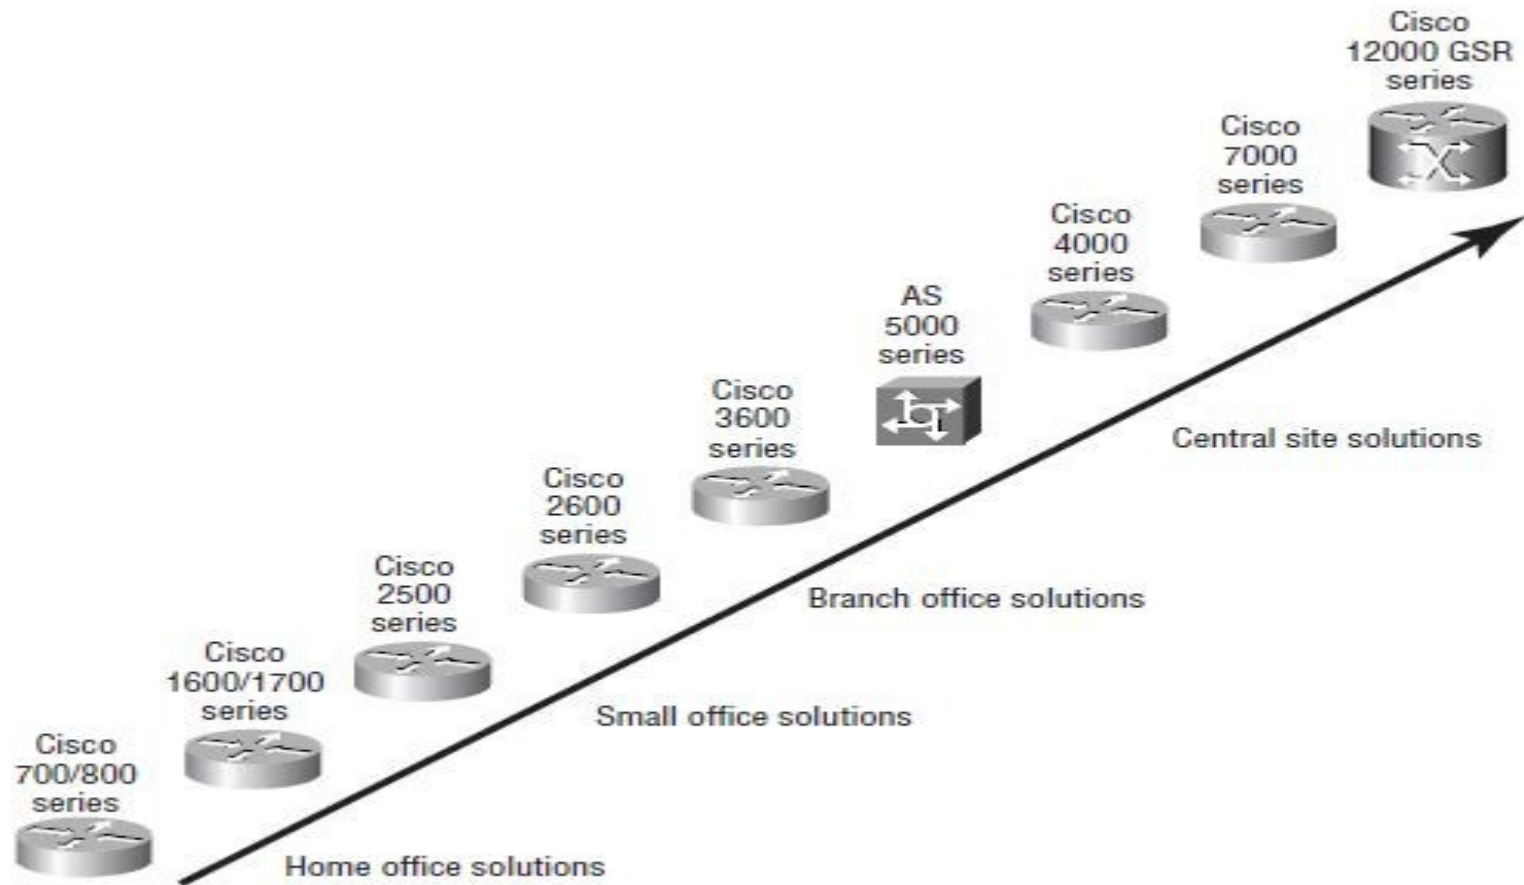 Cisco
12000 GSR
series
Cisco
7000
series
Cisco
4000
series
AS
5000
series
Cisco
3600
series
Central site solutions
Cisco
2600
series
Cisco
2500
series
Branch office solutions
Cisco
1600/1700
series
Small office solutions
Cisco
700/800
series
Home office solutions